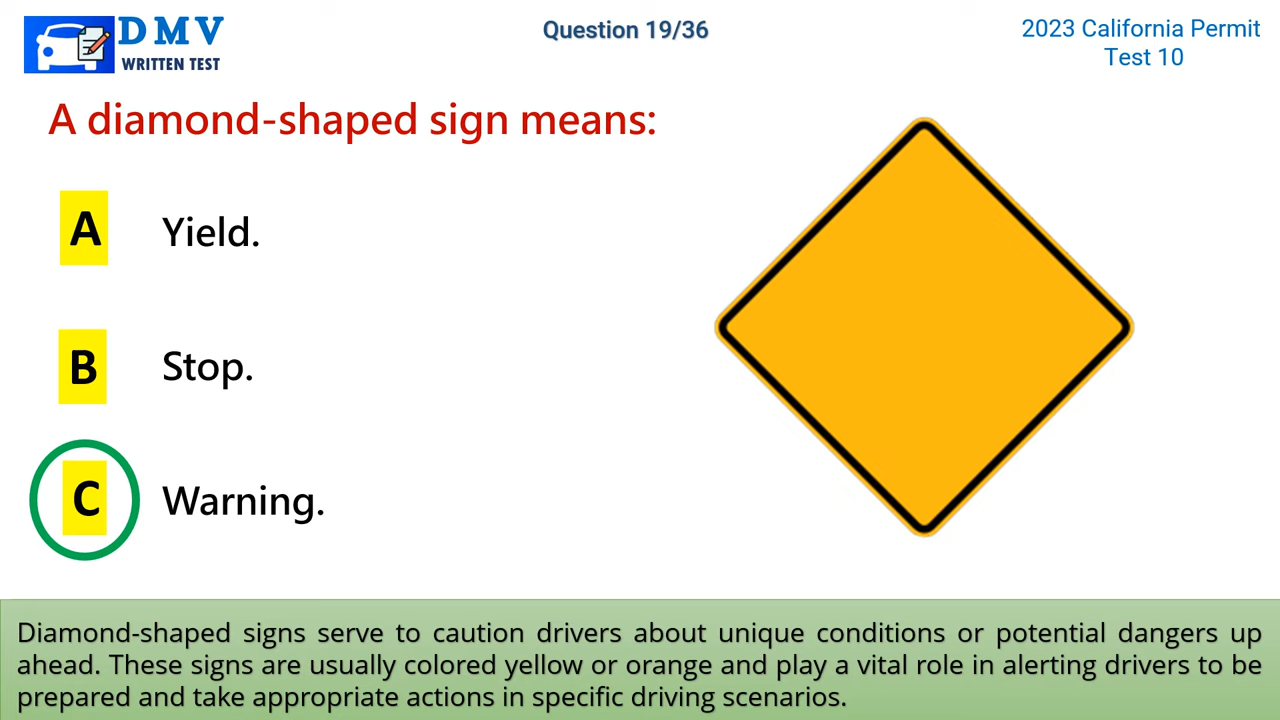 DMV
WRITTEN TEST
Question 19/36
2023 California Permit
Test 10
A diamond-shaped sign means:
A Yield.
B Stop.
C Warning.
Diamond-shaped signs serve to caution drivers about unique conditions or potential dangers up
ahead. These signs are usually colored yellow or orange and play a vital role in alerting drivers to be
prepared and take appropriate actions in specific driving scenarios.